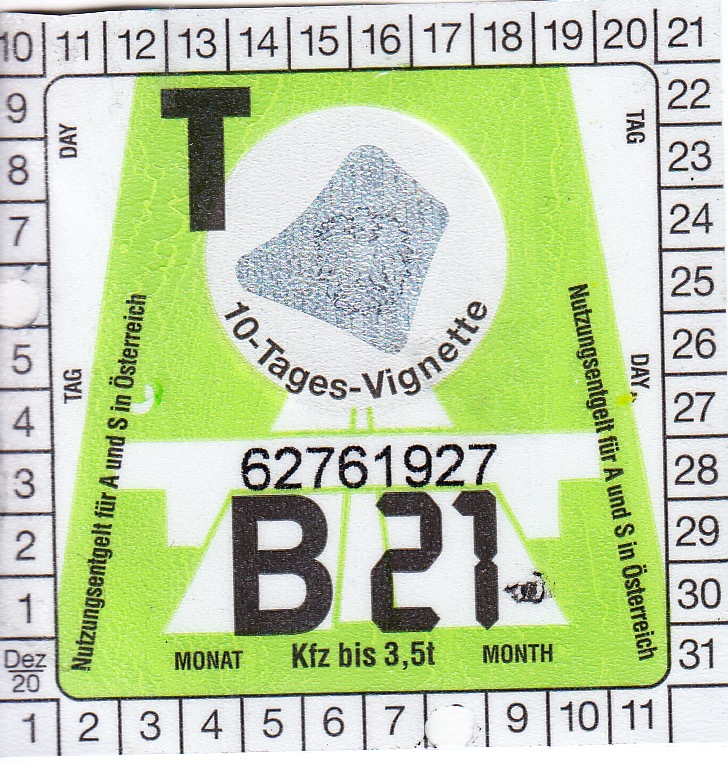 10 11 12 13 14 15 16 17 18 19 20 21
9 22
DAY T TAG
8 23
7 24
25
10-Tages-Vignette
5 26
TAG DAY
4 27
Nutzungsentgelt für A und S in Österreich
Nutzungsentgelt für A und S in Österreich
62761927
3 28
2 29
B 21
1 30
MONAT Kfz bis 3,5t MONTH
Dez 31
20
1 2 3 4 5 6 7 9 10 11